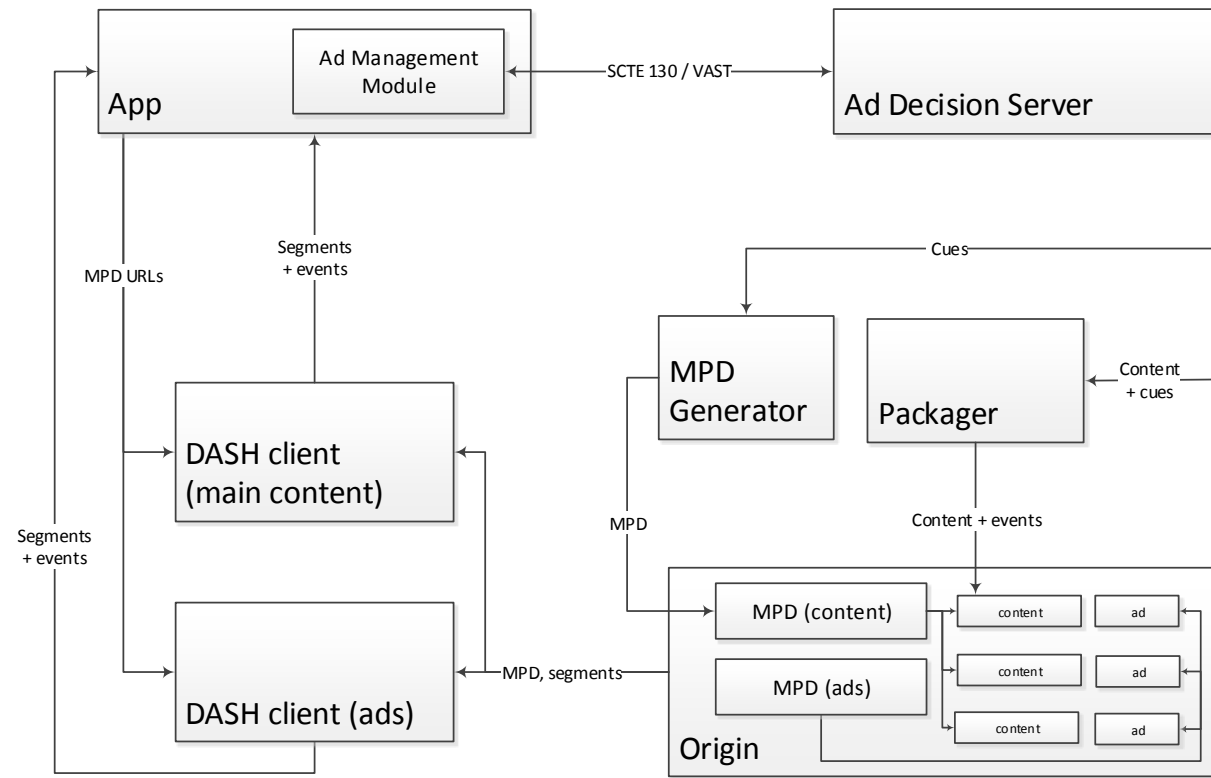 Ad Management
Module
App
SCTE 130 / VAST
Ad Decision Server
Segments
+ events
MPD URLs
Cues
MPD
Generator
Packager
Content
+ cues
DASH client
(main content)
Segments
+ events
MPD
Content + events
MPD (content)
content
ad
MPD, segments
MPD (ads)
content
ad
DASH client (ads)
Origin
content
ad